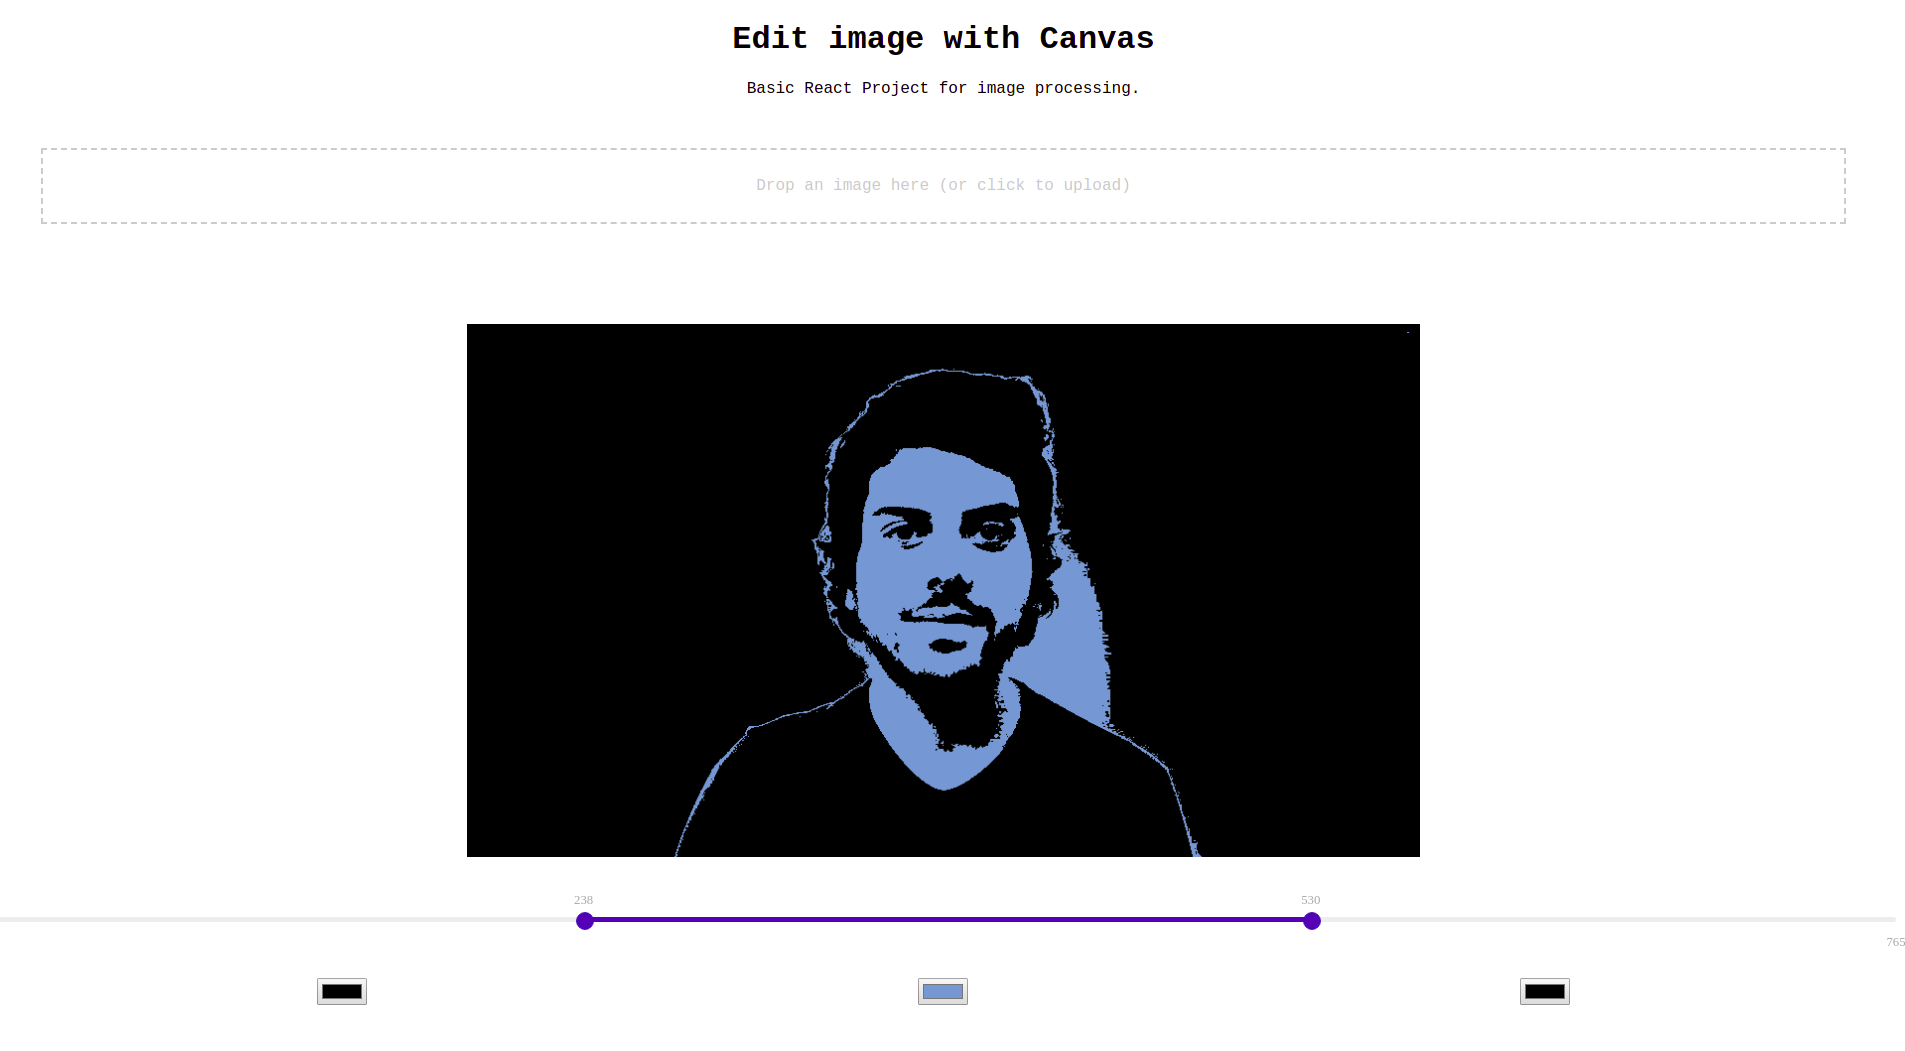 Edit image with Canvas
Basic React Project for image processing.
Drop an image here (or click to upload)
238 530
765